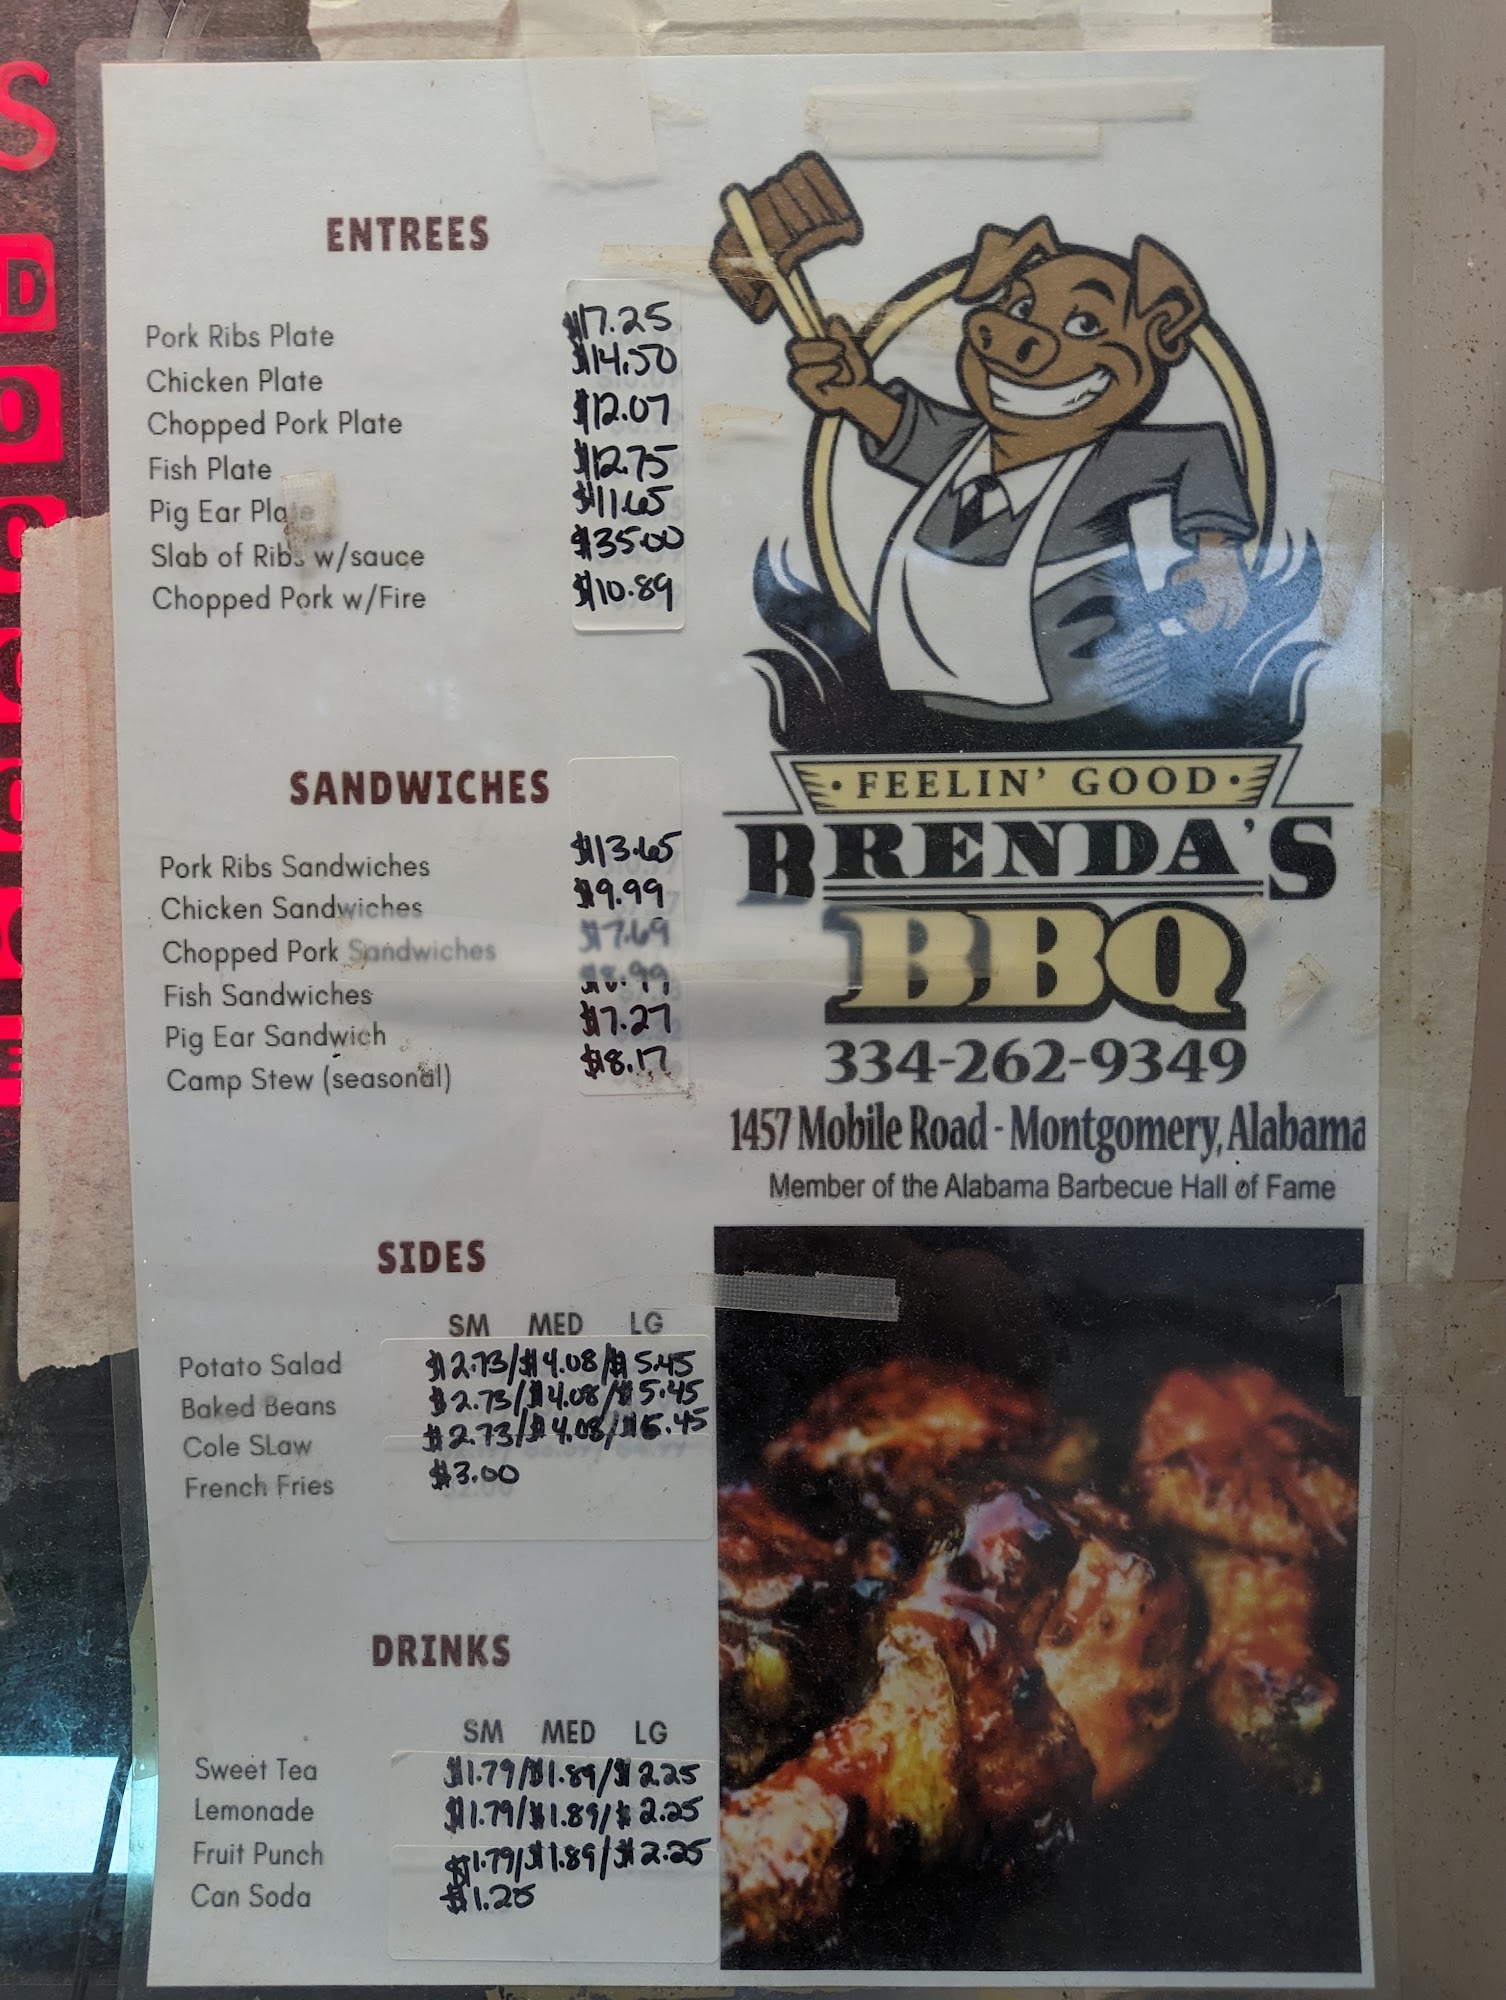 ENTREES
Pork Ribs Plate $17.25
Chicken Plate $14.50
Chopped Pork Plate $12.07
Fish Plate $12.75
Pig Ear Plate $11.65
Slab of Ribs w/sauce $35.00
Chopped Pork w/Fire $10.89
SANDWICHES
Pork Ribs Sandwiches $13.65
Chicken Sandwiches $9.99
Chopped Pork Sandwiches $7.69
Fish Sandwiches $8.99
Pig Ear Sandwich $7.27
Camp Stew (seasonal) $8.17
SIDES
SM MED LG
Potato Salad $2.73/$4.08/$5.45
Baked Beans $2.73/$4.08/$5.45
Cole SLaw $2.73/$4.08/$5.45
French Fries $3.00
DRINKS
SM MED LG
Sweet Tea $1.79/$1.89/$2.25
Lemonade $1.79/$1.89/$2.25
Fruit Punch $1.79/$1.89/$2.25
Can Soda $1.25
• FEELIN' GOOD •
BRENDA'S
BBQ
334-262-9349
1457 Mobile Road - Montgomery, Alabama
Member of the Alabama Barbecue Hall of Fame